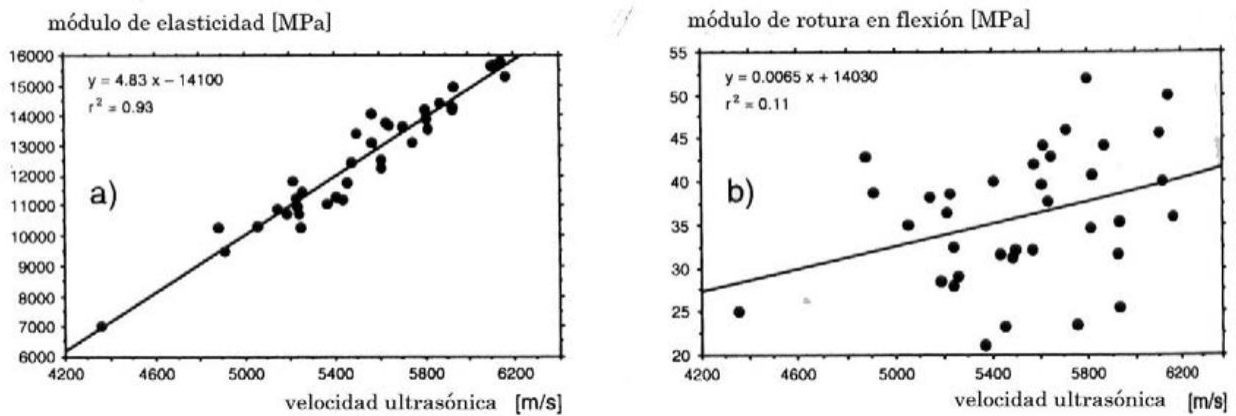 módulo de elasticidad [MPa]
16000
15000
14000
13000
12000
11000
10000
9000
8000
7000
6000
y = 4.83 x – 14100
r² = 0.93
a)
4200 4600 5000 5400 5800 6200
velocidad ultrasónica [m/s]
módulo de rotura en flexión [MPa]
55
50
45
40
35
30
25
20
y = 0.0065 x + 14030
r² = 0.11
b)
4200 4600 5000 5400 5800 6200
velocidad ultrasónica [m/s]